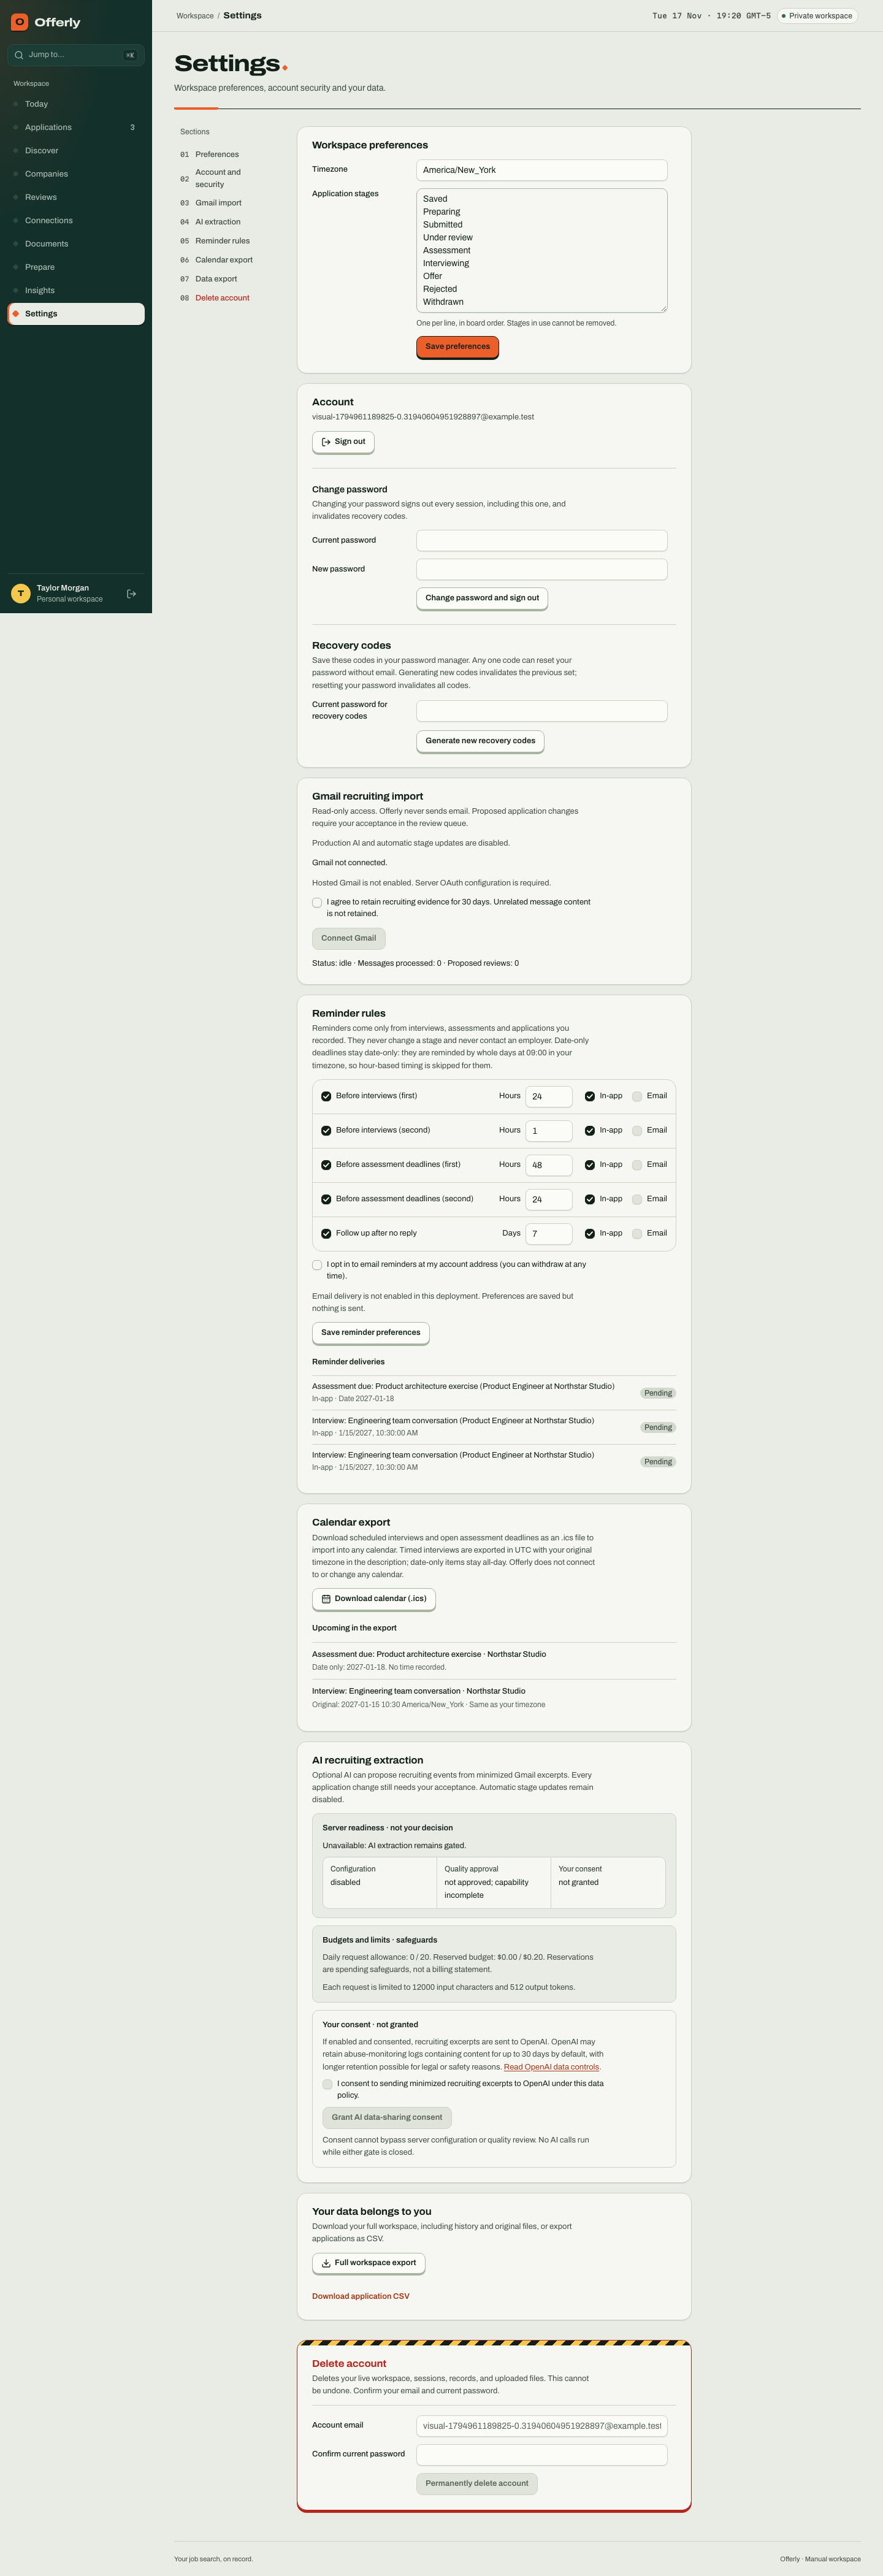 O Offerly
Jump to... ⌘K
Workspace
Today
Applications 3
Discover
Companies
Reviews
Connections
Documents
Prepare
Insights
Settings
T
Taylor Morgan
Personal workspace
Workspace / Settings
Tue 17 Nov · 19:20 GMT-5 Private workspace
Settings.
Workspace preferences, account security and your data.
Sections
01 Preferences
02 Account and
security
03 Gmail import
04 AI extraction
05 Reminder rules
06 Calendar export
07 Data export
08 Delete account
Workspace preferences
Timezone America/New_York
Application stages
Saved
Preparing
Submitted
Under review
Assessment
Interviewing
Offer
Rejected
Withdrawn
One per line, in board order. Stages in use cannot be removed.
Save preferences
Account
visual-1794961189825-0.31940604951928897@example.test
Sign out
Change password
Changing your password signs out every session, including this one, and
invalidates recovery codes.
Current password
New password
Change password and sign out
Recovery codes
Save these codes in your password manager. Any one code can reset your
password without email. Generating new codes invalidates the previous set;
resetting your password invalidates all codes.
Current password for
recovery codes
Generate new recovery codes
Gmail recruiting import
Read-only access. Offerly never sends email. Proposed application changes
require your acceptance in the review queue.
Production AI and automatic stage updates are disabled.
Gmail not connected.
Hosted Gmail is not enabled. Server OAuth configuration is required.
I agree to retain recruiting evidence for 30 days. Unrelated message content
is not retained.
Connect Gmail
Status: idle · Messages processed: 0 · Proposed reviews: 0
Reminder rules
Reminders come only from interviews, assessments and applications you
recorded. They never change a stage and never contact an employer. Date-only
deadlines stay date-only: they are reminded by whole days at 09:00 in your
timezone, so hour-based timing is skipped for them.
Before interviews (first) Hours 24 In-app Email
Before interviews (second) Hours 1 In-app Email
Before assessment deadlines (first) Hours 48 In-app Email
Before assessment deadlines (second) Hours 24 In-app Email
Follow up after no reply Days 7 In-app Email
I opt in to email reminders at my account address (you can withdraw at any
time).
Email delivery is not enabled in this deployment. Preferences are saved but
nothing is sent.
Save reminder preferences
Reminder deliveries
Assessment due: Product architecture exercise (Product Engineer at Northstar Studio)
In-app · Date 2027-01-18
Pending
Interview: Engineering team conversation (Product Engineer at Northstar Studio)
In-app · 1/15/2027, 10:30:00 AM
Pending
Interview: Engineering team conversation (Product Engineer at Northstar Studio)
In-app · 1/15/2027, 10:30:00 AM
Pending
Calendar export
Download scheduled interviews and open assessment deadlines as an .ics file to
import into any calendar. Timed interviews are exported in UTC with your original
timezone in the description; date-only items stay all-day. Offerly does not connect
to or change any calendar.
Download calendar (.ics)
Upcoming in the export
Assessment due: Product architecture exercise · Northstar Studio
Date only: 2027-01-18. No time recorded.
Interview: Engineering team conversation · Northstar Studio
Original: 2027-01-15 10:30 America/New_York · Same as your timezone
AI recruiting extraction
Optional AI can propose recruiting events from minimized Gmail excerpts. Every
application change still needs your acceptance. Automatic stage updates remain
disabled.
Server readiness · not your decision
Unavailable: AI extraction remains gated.
Configuration
disabled
Quality approval
not approved; capability
incomplete
Your consent
not granted
Budgets and limits · safeguards
Daily request allowance: 0 / 20. Reserved budget: $0.00 / $0.20. Reservations
are spending safeguards, not a billing statement.
Each request is limited to 12000 input characters and 512 output tokens.
Your consent · not granted
If enabled and consented, recruiting excerpts are sent to OpenAI. OpenAI may
retain abuse-monitoring logs containing content for up to 30 days by default, with
longer retention possible for legal or safety reasons. Read OpenAI data controls.
I consent to sending minimized recruiting excerpts to OpenAI under this data
policy.
Grant AI data-sharing consent
Consent cannot bypass server configuration or quality review. No AI calls run
while either gate is closed.
Your data belongs to you
Download your full workspace, including history and original files, or export
applications as CSV.
Full workspace export
Download application CSV
Delete account
Deletes your live workspace, sessions, records, and uploaded files. This cannot
be undone. Confirm your email and current password.
Account email visual-1794961189825-0.31940604951928897@example.test
Confirm current password
Permanently delete account
Your job search, on record.
Offerly · Manual workspace